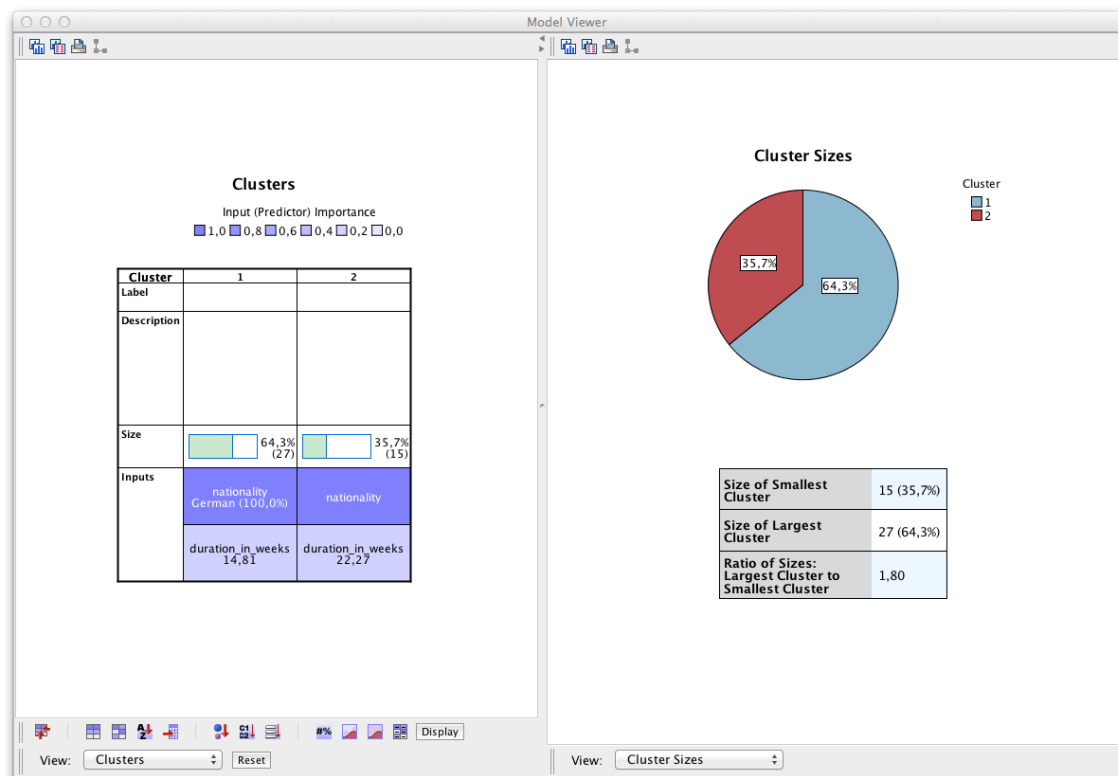 Model Viewer
Clusters
Input (Predictor) Importance
1,0 0,8 0,6 0,4 0,2 0,0
Cluster 1 2
Label
Description
Size 64,3% (27) 35,7% (15)
Inputs
nationality
German (100,0%)
nationality
duration_in_weeks
14,81
duration_in_weeks
22,27
A
Z
C1
C2
#%
Display
View: Clusters Reset
Cluster Sizes
Cluster
1
2
35,7%
64,3%
Size of Smallest
Cluster
15 (35,7%)
Size of Largest
Cluster
27 (64,3%)
Ratio of Sizes:
Largest Cluster to
Smallest Cluster
1,80
View: Cluster Sizes